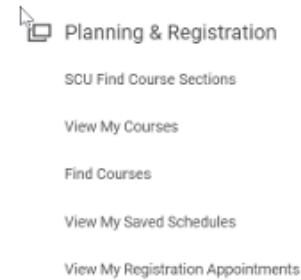 Planning & Registration
SCU Find Course Sections
View My Courses
Find Courses
View My Saved Schedules
View My Registration Appointments